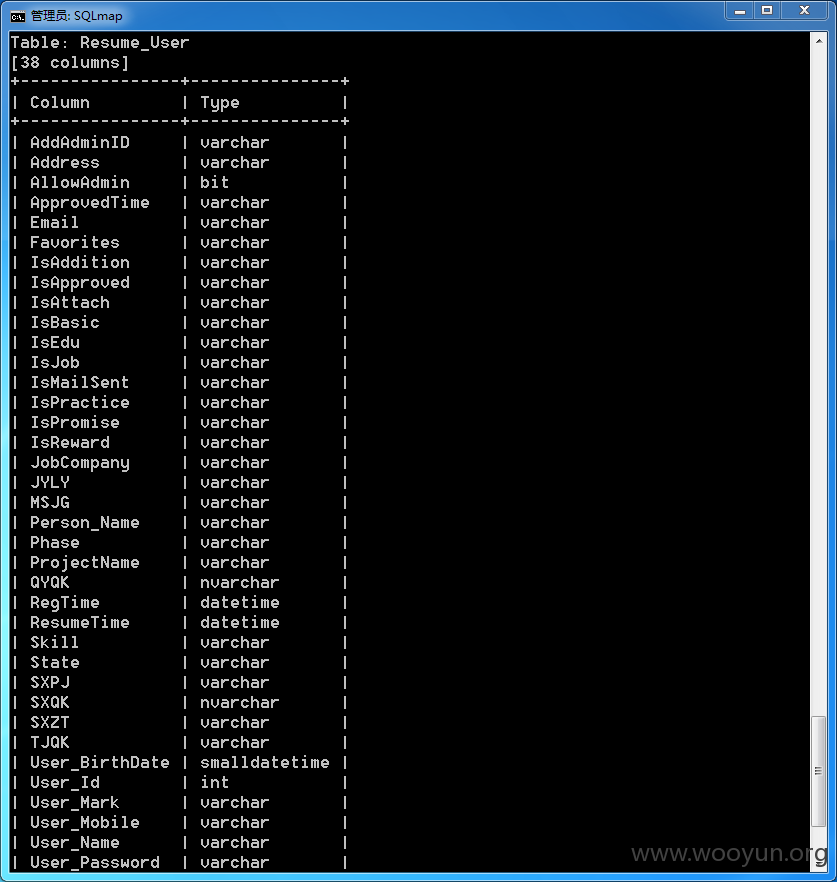 管理员: SQLmap
Table: Resume_User
[38 columns]
+-----------------+---------------+
| Column | Type |
+-----------------+---------------+
| AddAdminID | varchar |
| Address | varchar |
| AllowAdmin | bit |
| ApprovedTime | varchar |
| Email | varchar |
| Favorites | varchar |
| IsAddition | varchar |
| IsApproved | varchar |
| IsAttach | varchar |
| IsBasic | varchar |
| IsEdu | varchar |
| IsJob | varchar |
| IsMailSent | varchar |
| IsPractice | varchar |
| IsPromise | varchar |
| IsReward | varchar |
| JobCompany | varchar |
| JYLY | varchar |
| MSJG | varchar |
| Person_Name | varchar |
| Phase | varchar |
| ProjectName | varchar |
| QYQK | nvarchar |
| RegTime | datetime |
| ResumeTime | datetime |
| Skill | varchar |
| State | varchar |
| SXPJ | varchar |
| SXQK | nvarchar |
| SXZT | varchar |
| TJQK | varchar |
| User_BirthDate | smalldatetime |
| User_Id | int |
| User_Mark | varchar |
| User_Mobile | varchar |
| User_Name | varchar |
| User_Password | varchar |
www.wooyun.org